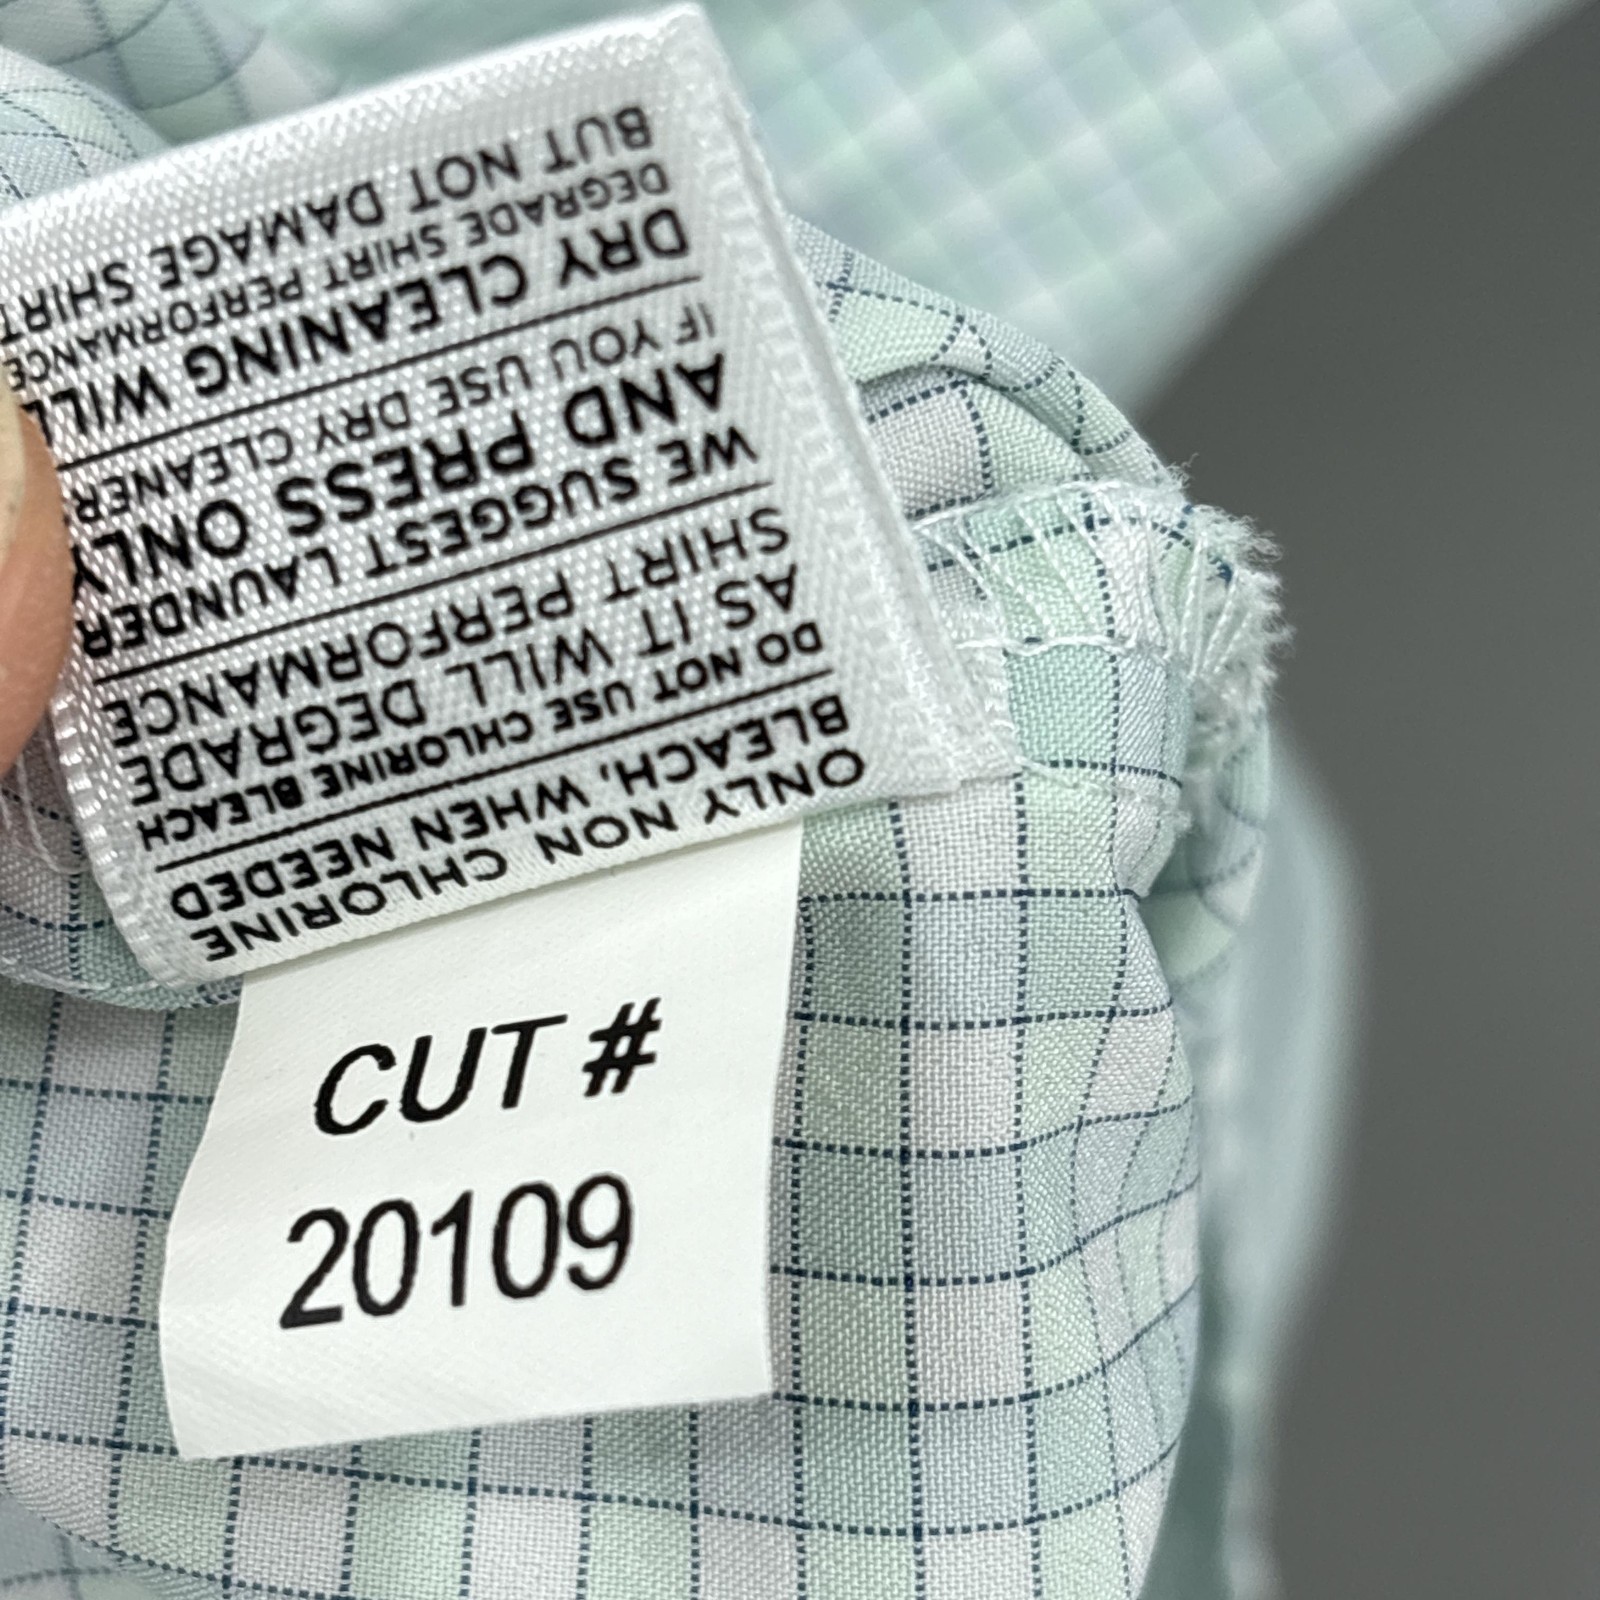 ONLY NON CHLORINE
BLEACH, WHEN NEEDED
DO NOT USE CHLORINE BLEACH
AS IT WILL DEGRADE
SHIRT PERFORMANCE
WE SUGGEST LAUNDER
AND PRESS ONLY
IF YOU USE DRY CLEANER
DRY CLEANING WILL
DEGRADE SHIRT PERFORMANCE
BUT NOT DAMAGE SHIRT
CUT #
20109